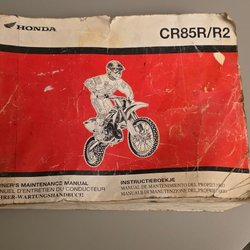 HONDA
CR85R/R2
OWNER'S MAINTENANCE MANUAL
MANUEL D'ENTRETIEN DU CONDUCTEUR
FAHRER-WARTUNGSHANDBUCH
INSTRUCTIEBOEKJE
MANUAL DE MANTENIMIENTO DEL PROPIETARIO
MANUALE DI MANUTENZIONE DEL PROPRIETARIO